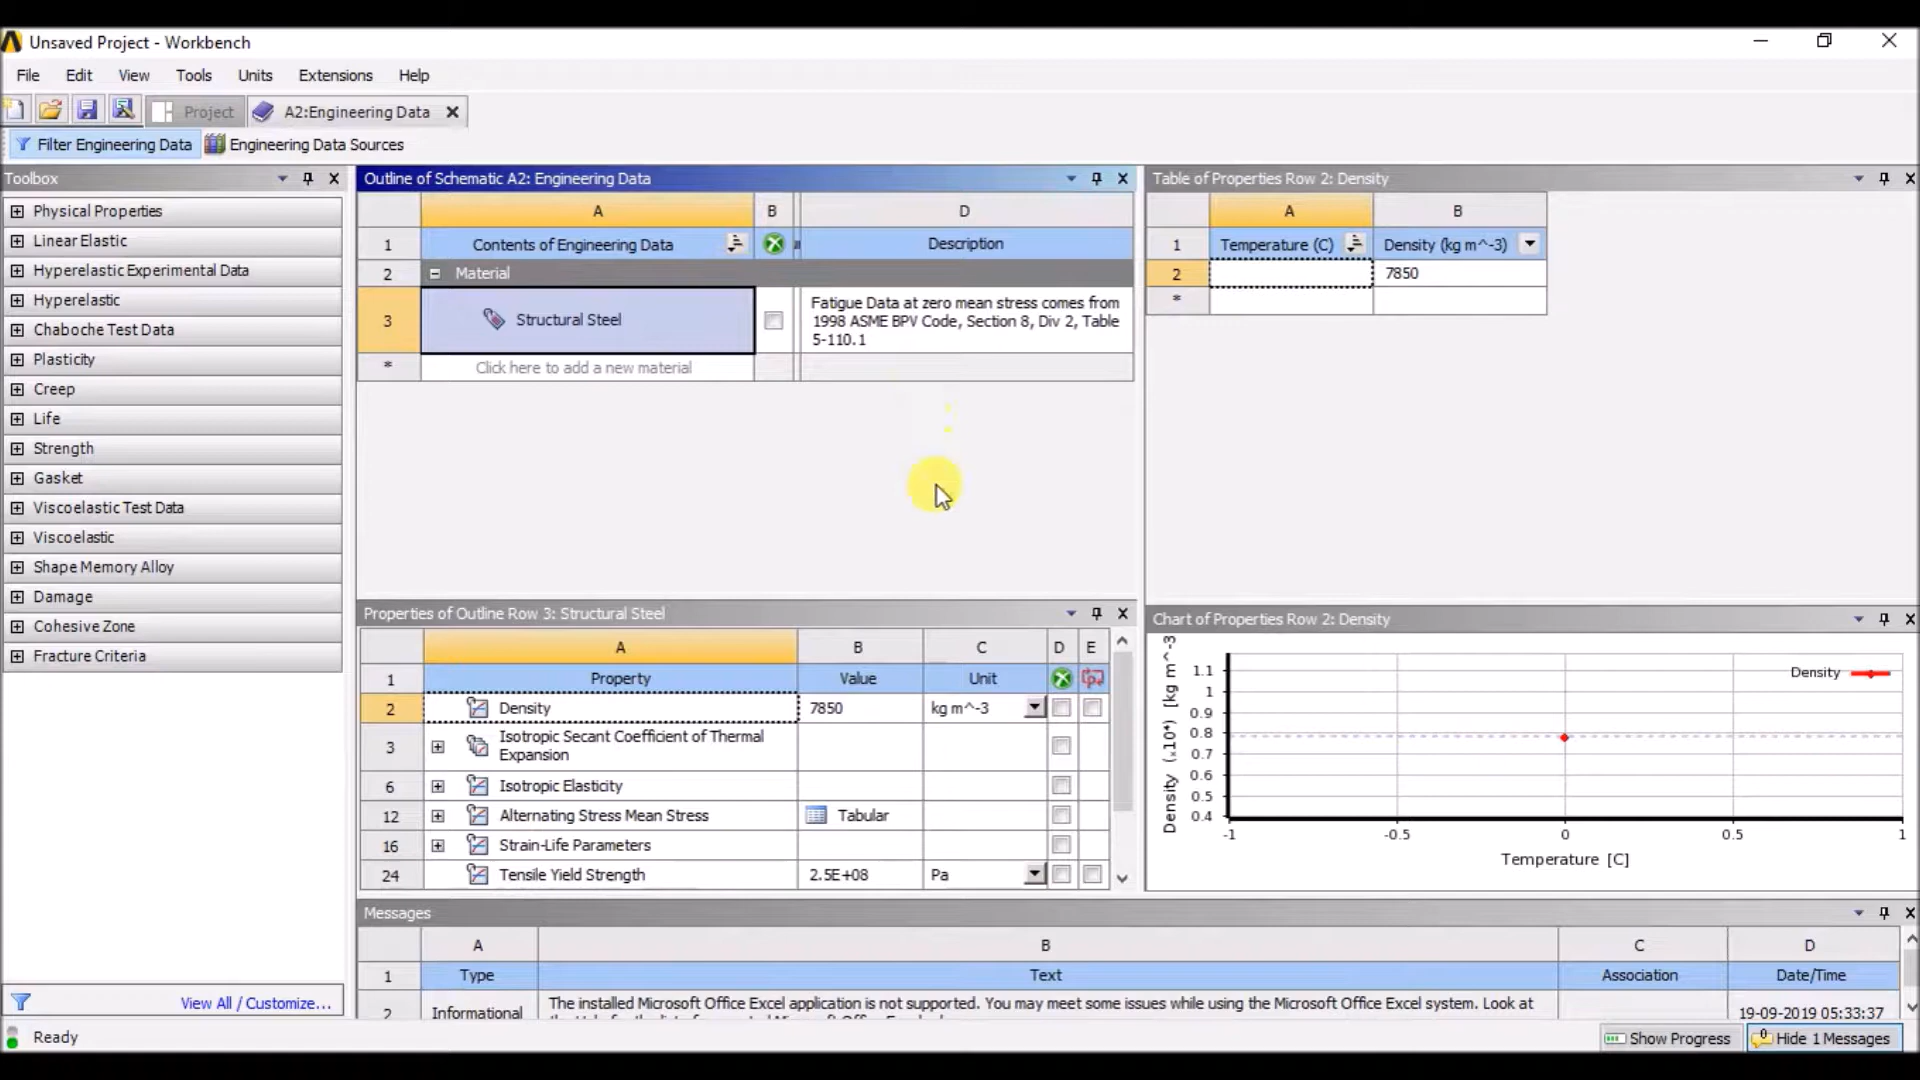 Unsaved Project - Workbench
File Edit View Tools Units Extensions Help
Project A2:Engineering Data
Filter Engineering Data Engineering Data Sources
Toolbox
Physical Properties
Linear Elastic
Hyperelastic Experimental Data
Hyperelastic
Chaboche Test Data
Plasticity
Creep
Life
Strength
Gasket
Viscoelastic Test Data
Viscoelastic
Shape Memory Alloy
Damage
Cohesive Zone
Fracture Criteria
View All / Customize...
Outline of Schematic A2: Engineering Data
A B D
1 Contents of Engineering Data Description
2 Material
3 Structural Steel
Fatigue Data at zero mean stress comes from
1998 ASME BPV Code, Section 8, Div 2, Table
5-110.1
* Click here to add a new material
Table of Properties Row 2: Density
A B
1 Temperature (C) Density (kg m^-3)
2 7850
*
Properties of Outline Row 3: Structural Steel
A B C D E
1 Property Value Unit
2 Density 7850 kg m^-3
3 Isotropic Secant Coefficient of Thermal
Expansion
6 Isotropic Elasticity
12 Alternating Stress Mean Stress Tabular
16 Strain-Life Parameters
24 Tensile Yield Strength 2.5E+08 Pa
Chart of Properties Row 2: Density
Density (x10^4) [kg m^-3
Density
1.1
1
0.9
0.8
0.7
0.6
0.5
0.4
-1 -0.5 0 0.5 1
Temperature [C]
Messages
A B C D
1 Type Text Association Date/Time
2 Informational The installed Microsoft Office Excel application is not supported. You may meet some issues while using the Microsoft Office Excel system. Look at
19-09-2019 05:33:37
Ready
Show Progress 0 Hide 1 Messages